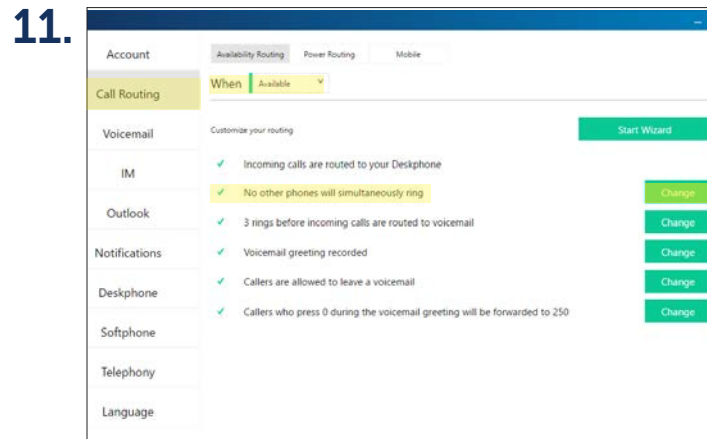 11.
Account
Call Routing
Voicemail
IM
Outlook
Notifications
Deskphone
Softphone
Telephony
Language
Availability Routing Power Routing Mobile
When Available
Customize your routing Start Wizard
Incoming calls are routed to your Deskphone
No other phones will simultaneously ring Change
3 rings before incoming calls are routed to voicemail Change
Voicemail greeting recorded Change
Callers are allowed to leave a voicemail Change
Callers who press 0 during the voicemail greeting will be forwarded to 250 Change